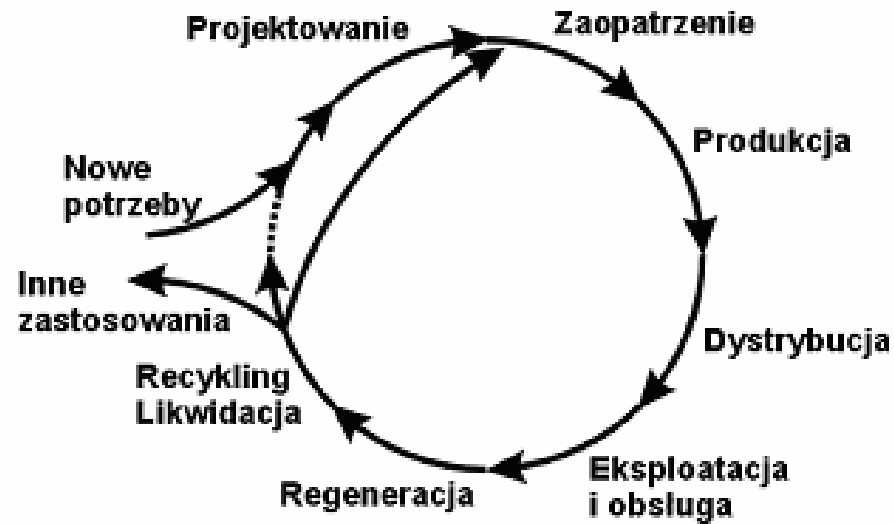 Projektowanie
Zaopatrzenie
Produkcja
Nowe
potrzeby
Inne
zastosowania
Dystrybucja
Recykling
Likwidacja
Regeneracja
Eksploatacja
i obsluga